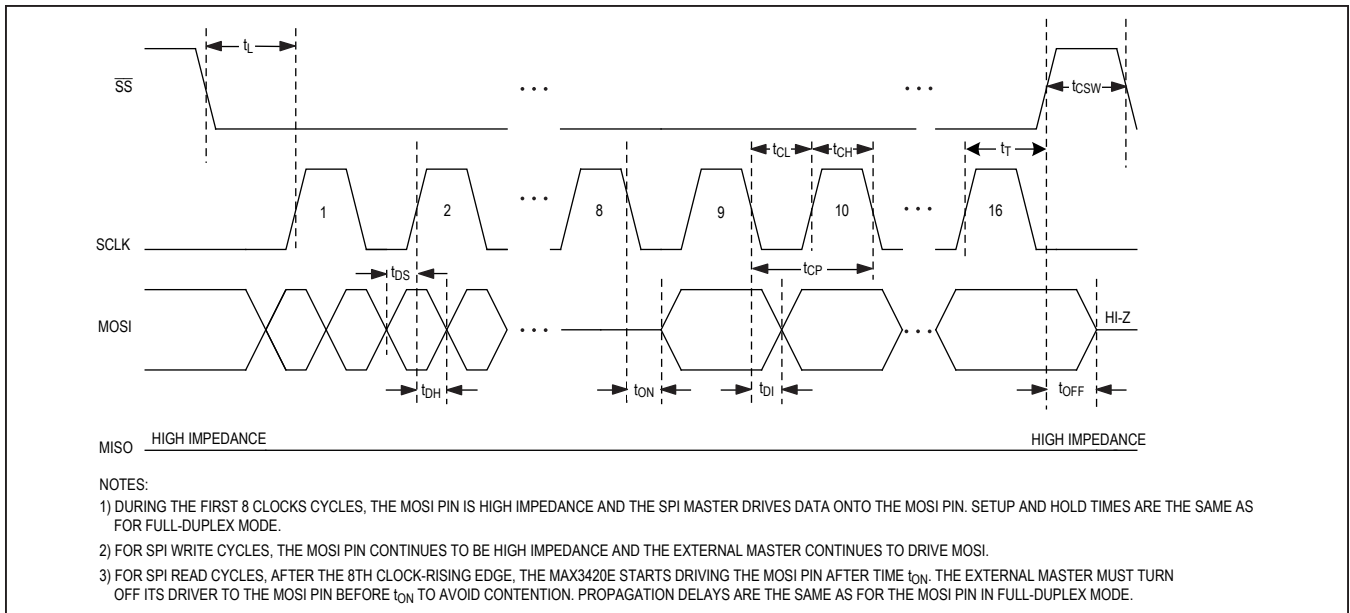 tL
SS
• • •
• • •
tCSW
tCL
tCH
tT
1
2
• • •
8
9
10
• • •
16
SCLK
tDS
tCP
MOSI
• • •
• • •
HI-Z
tDH
tON
tDI
tOFF
MISO HIGH IMPEDANCE HIGH IMPEDANCE
NOTES:
1) DURING THE FIRST 8 CLOCKS CYCLES, THE MOSI PIN IS HIGH IMPEDANCE AND THE SPI MASTER DRIVES DATA ONTO THE MOSI PIN. SETUP AND HOLD TIMES ARE THE SAME AS
FOR FULL-DUPLEX MODE.
2) FOR SPI WRITE CYCLES, THE MOSI PIN CONTINUES TO BE HIGH IMPEDANCE AND THE EXTERNAL MASTER CONTINUES TO DRIVE MOSI.
3) FOR SPI READ CYCLES, AFTER THE 8TH CLOCK-RISING EDGE, THE MAX3420E STARTS DRIVING THE MOSI PIN AFTER TIME tON. THE EXTERNAL MASTER MUST TURN
OFF ITS DRIVER TO THE MOSI PIN BEFORE tON TO AVOID CONTENTION. PROPAGATION DELAYS ARE THE SAME AS FOR THE MOSI PIN IN FULL-DUPLEX MODE.